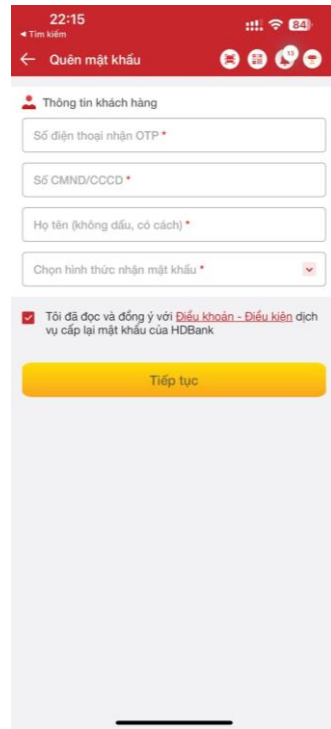 22:15
84
Tìm kiếm
Quên mật khẩu
13
Thông tin khách hàng
Số điện thoại nhận OTP *
Số CMND/CCCD *
Họ tên (không dấu, có cách) *
Chọn hình thức nhận mật khẩu *
Tôi đã đọc và đồng ý với Điều khoản - Điều kiện dịch
vụ cấp lại mật khẩu của HDBank
Tiếp tục